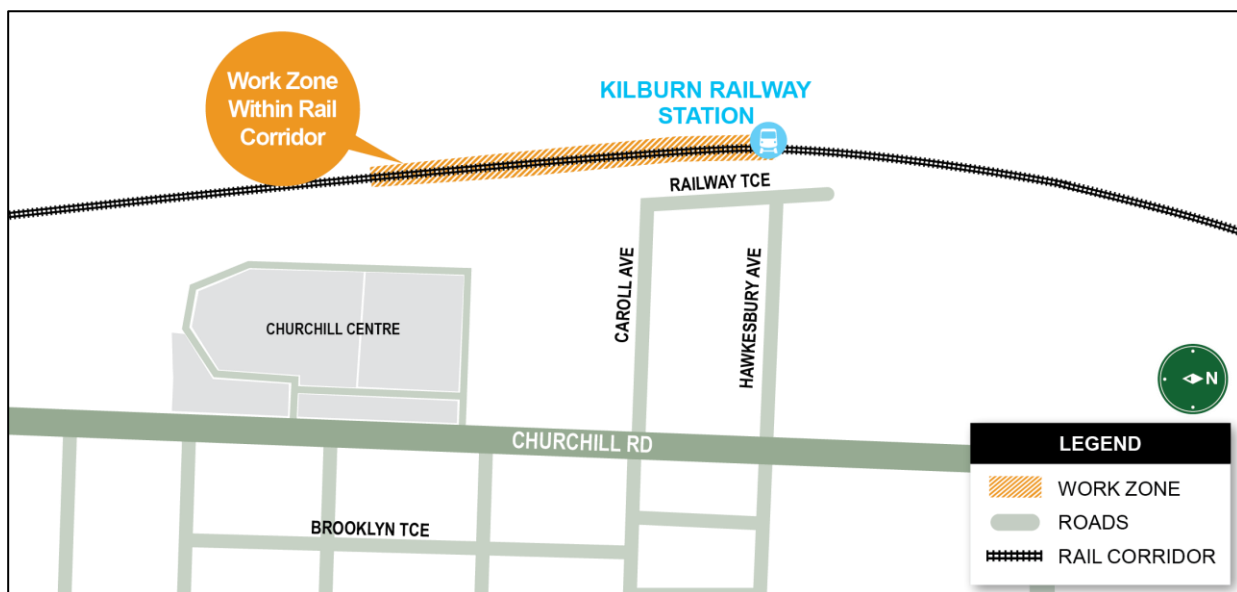 Work Zone
Within Rail
Corridor
KILBURN RAILWAY
STATION
RAILWAY TCE
CAROLL AVE
HAWKESBURY AVE
CHURCHILL CENTRE
N
CHURCHILL RD
BROOKLYN TCE
LEGEND
WORK ZONE
ROADS
RAIL CORRIDOR